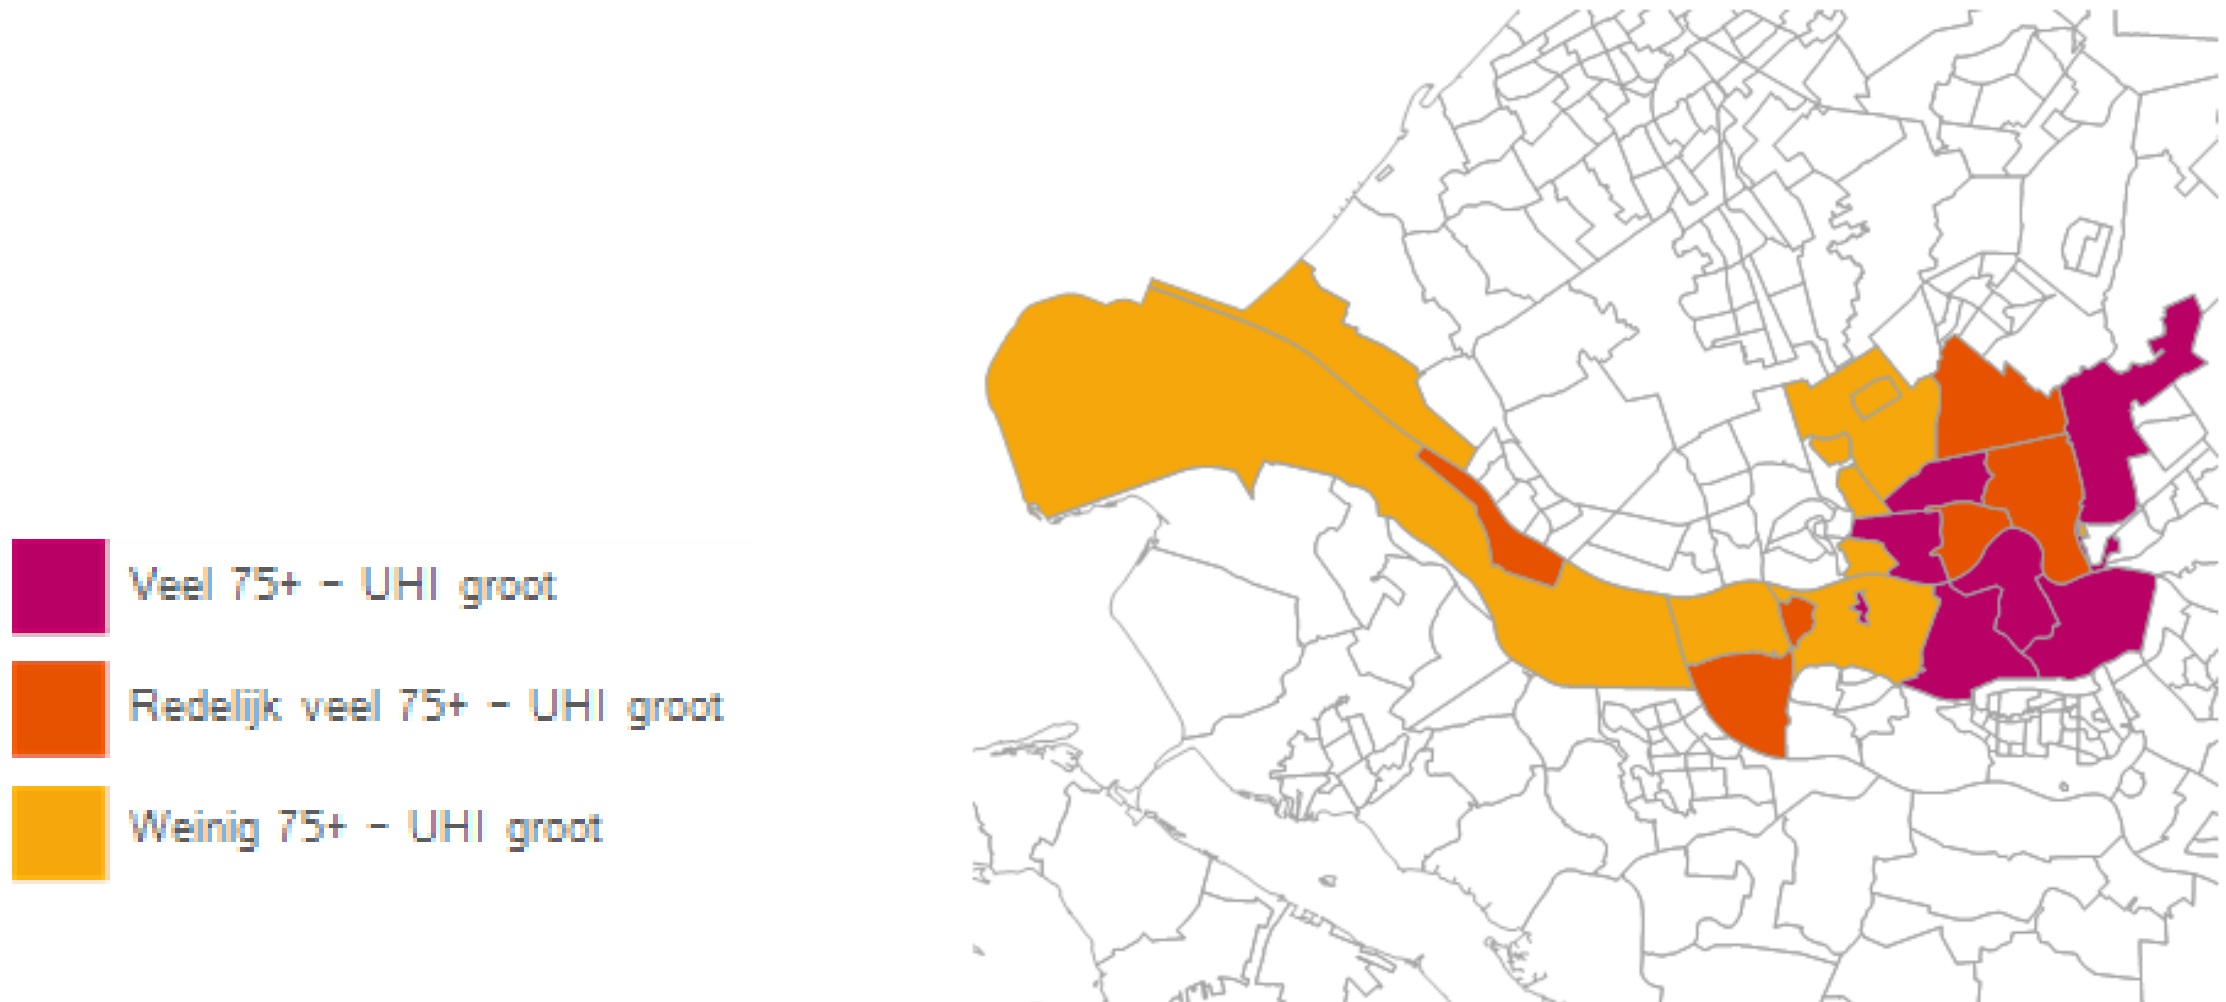 Veel 75+ - UHI groot
Redelijk veel 75+ - UHI groot
Weinig 75+ - UHI groot